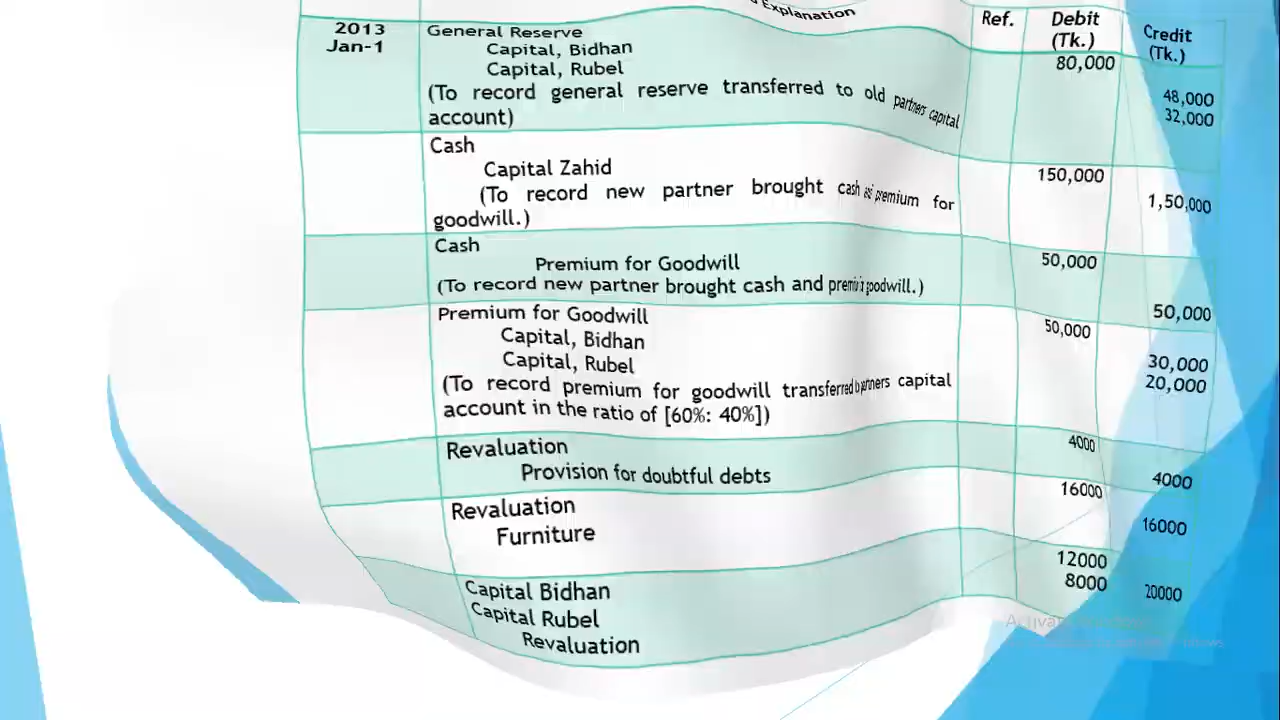 Explanation Ref. Debit (Tk.) Credit (Tk.)
2013 Jan-1 General Reserve 80,000
Capital, Bidhan 48,000
Capital, Rubel 32,000
(To record general reserve transferred to old partners capital
account)
Cash 150,000
Capital Zahid 1,50,000
(To record new partner brought cash premium for
goodwill.)
Cash 50,000
Premium for Goodwill 50,000
(To record new partner brought cash and goodwill.)
Premium for Goodwill 50,000
Capital, Bidhan 30,000
Capital, Rubel 20,000
(To record premium for goodwill transferred partners capital
account in the ratio of [60%: 40%])
Revaluation 4000
Provision for doubtful debts 4000
Revaluation 16000
Furniture 16000
Capital Bidhan 12000
Capital Rubel 8000
Revaluation 20000